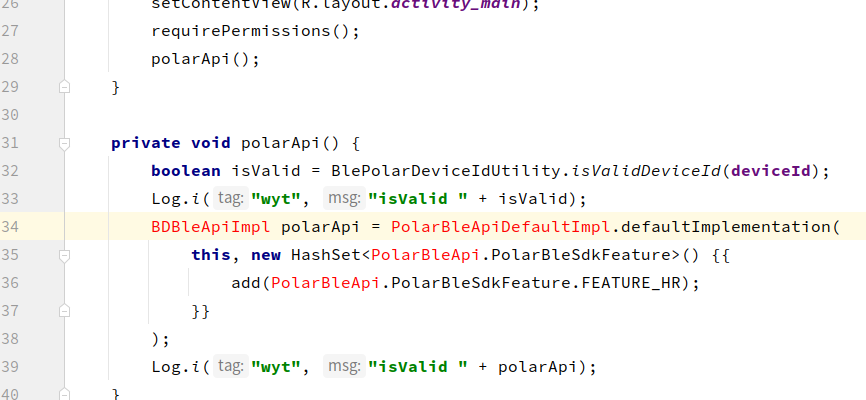 26 setContentView(R.layout.activity_main);
27 requirePermissions();
28 polarApi();
29 }
30
31 private void polarApi() {
32 boolean isValid = BlePolarDeviceIdUtility.isValidDeviceId(deviceId);
33 Log.i( tag: "wyt", msg: "isValid " + isValid);
34 BDBleApiImpl polarApi = PolarBleApiDefaultImpl.defaultImplementation(
35 this, new HashSet<PolarBleApi.PolarBleSdkFeature>() {{
36 add(PolarBleApi.PolarBleSdkFeature.FEATURE_HR);
37 }}
38 );
39 Log.i( tag: "wyt", msg: "isValid " + polarApi);
40 }